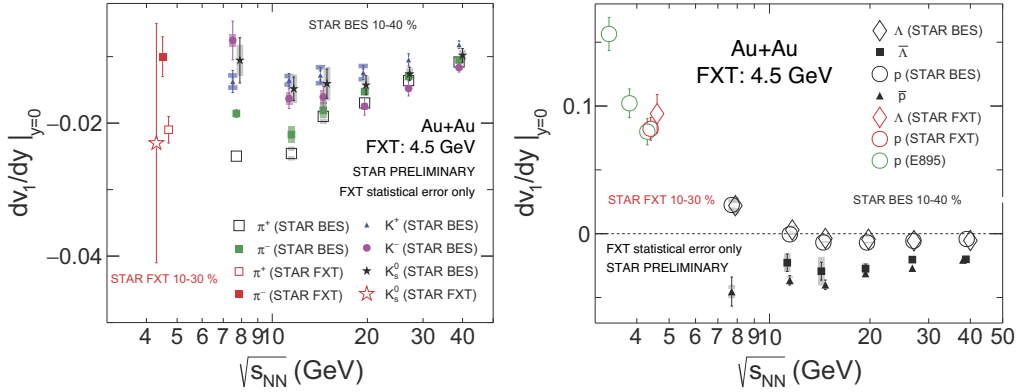 STAR BES 10-40 %
−0.02
−0.04
dv₁/dy |y=0
Au+Au
FXT: 4.5 GeV
STAR PRELIMINARY
FXT statistical error only
π⁺ (STAR BES)
π⁻ (STAR BES)
π⁺ (STAR FXT)
π⁻ (STAR FXT)
K⁺ (STAR BES)
K⁻ (STAR BES)
K⁰ₛ (STAR BES)
K⁰ₛ (STAR FXT)
STAR FXT 10-30 %
3 4 5 6 7 8 9 10 20 30 40
√sNN (GeV)
Au+Au
FXT: 4.5 GeV
Λ (STAR BES)
Λ̅
p (STAR BES)
p̅
Λ (STAR FXT)
p (STAR FXT)
p (E895)
0.1
0
dv₁/dy |y=0
STAR FXT 10-30 %
STAR BES 10-40 %
FXT statistical error only
STAR PRELIMINARY
4 5 6 7 8 10 20 30 40 50
√sNN (GeV)